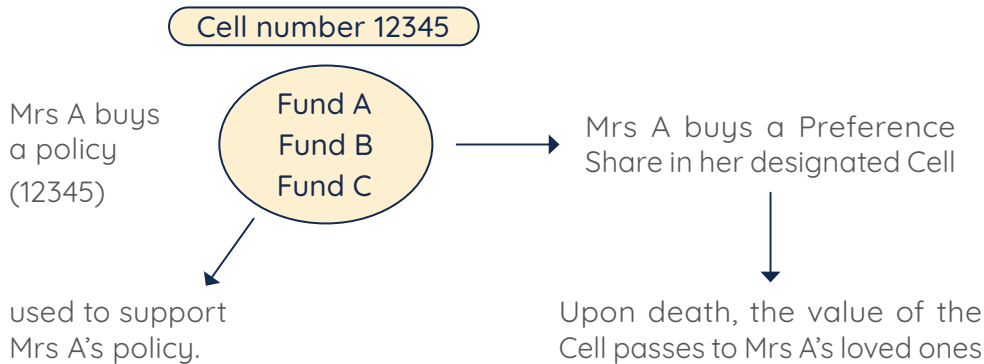 Cell number 12345
Mrs A buys
a policy
(12345)
Fund A
Fund B
Fund C
Mrs A buys a Preference
Share in her designated Cell
used to support
Mrs A’s policy.
Upon death, the value of the
Cell passes to Mrs A’s loved ones